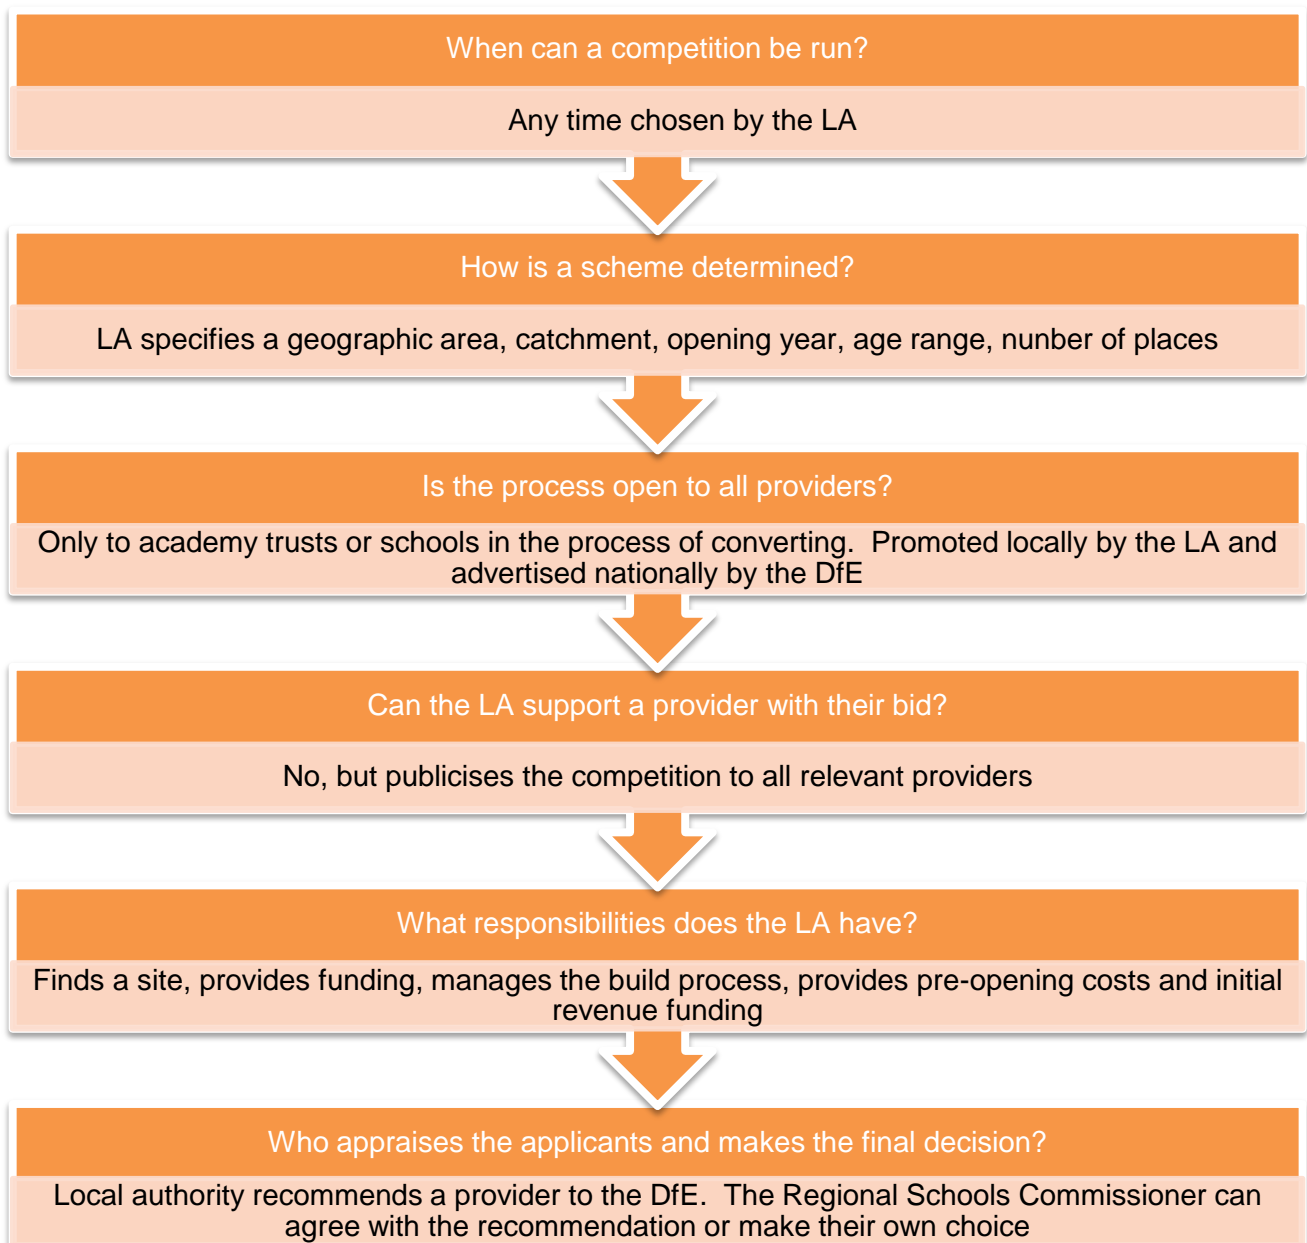 When can a competition be run?
Any time chosen by the LA
How is a scheme determined?
LA specifies a geographic area, catchment, opening year, age range, nunber of places
Is the process open to all providers?
Only to academy trusts or schools in the process of converting.  Promoted locally by the LA and
advertised nationally by the DfE
Can the LA support a provider with their bid?
No, but publicises the competition to all relevant providers
What responsibilities does the LA have?
Finds a site, provides funding, manages the build process, provides pre-opening costs and initial
revenue funding
Who appraises the applicants and makes the final decision?
Local authority recommends a provider to the DfE.  The Regional Schools Commissioner can
agree with the recommendation or make their own choice